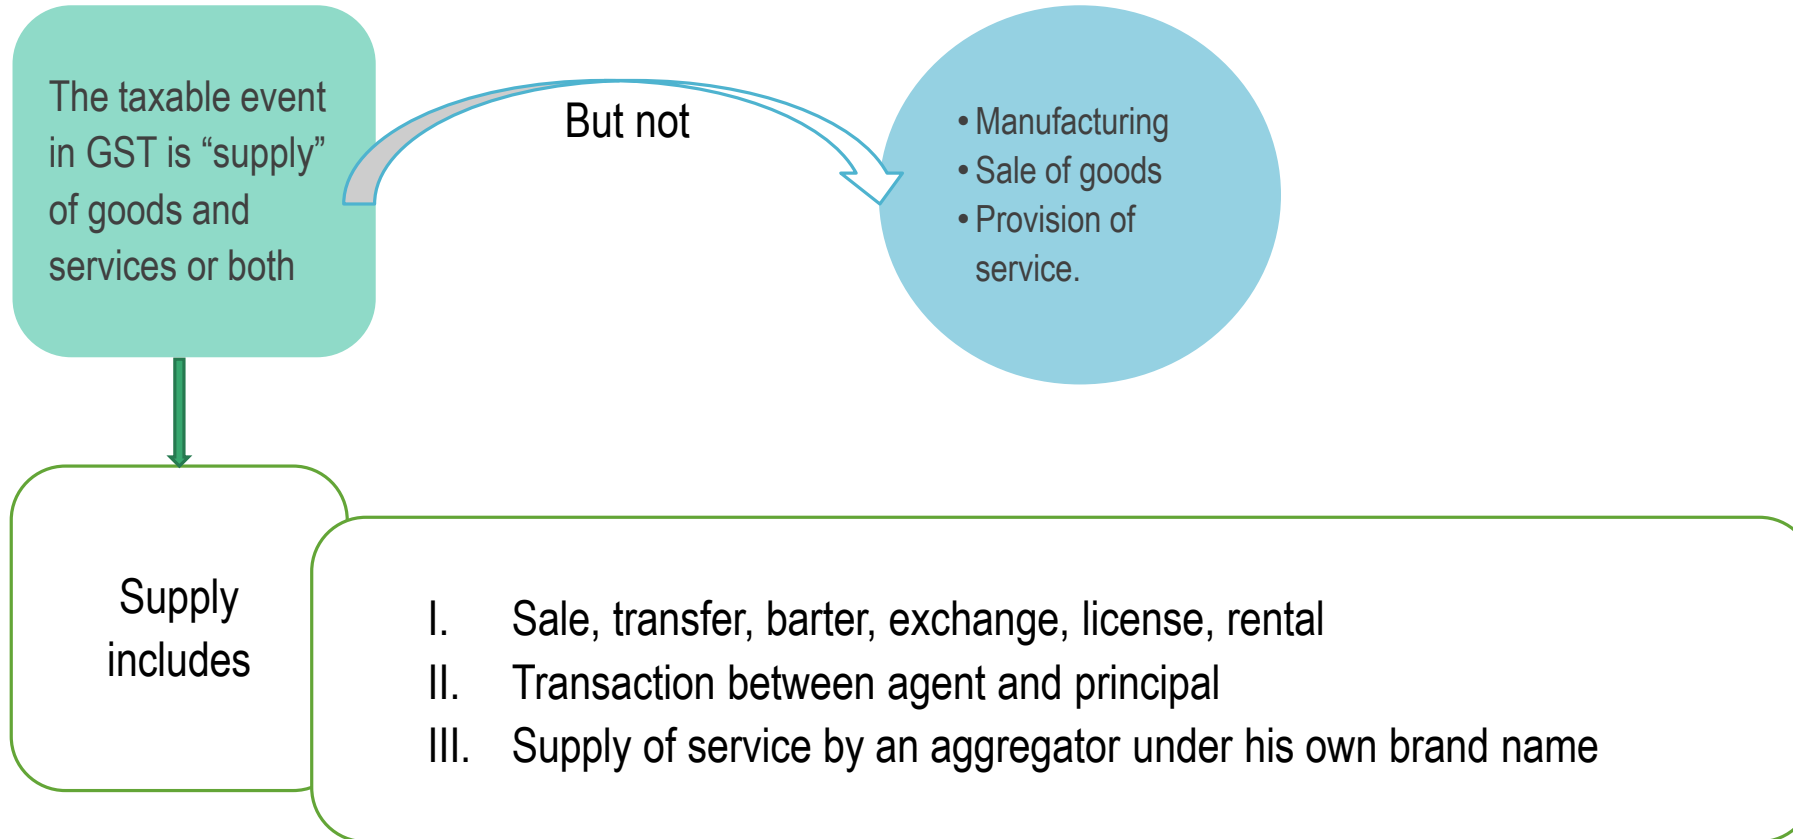 The taxable event
in GST is “supply”
of goods and
services or both
But not
• Manufacturing
• Sale of goods
• Provision of
service.
Supply
includes
I. Sale, transfer, barter, exchange, license, rental
II. Transaction between agent and principal
III. Supply of service by an aggregator under his own brand name